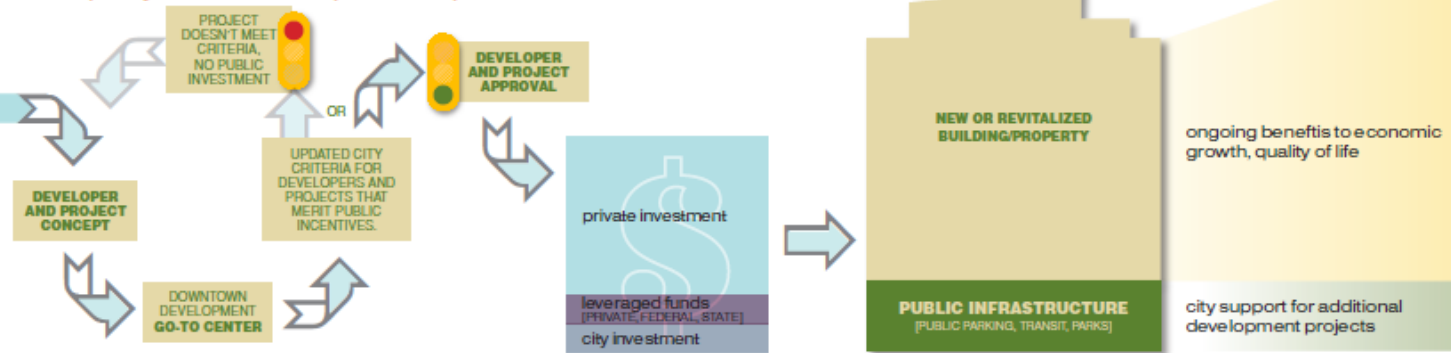 PROJECT
DOESN'T MEET
CRITERIA,
NO PUBLIC
INVESTMENT
OR
DEVELOPER
AND PROJECT
APPROVAL
UPDATED CITY
CRITERIA FOR
DEVELOPERS AND
PROJECTS THAT
MERIT PUBLIC
INCENTIVES.
DEVELOPER
AND PROJECT
CONCEPT
DOWNTOWN
DEVELOPMENT
GO-TO CENTER
private investment
leveraged funds
[PRIVATE, FEDERAL, STATE]
city investment
NEW OR REVITALIZED
BUILDING/PROPERTY
PUBLIC INFRASTRUCTURE
[PUBLIC PARKING, TRANSIT, PARKS]
ongoing beneftis to economic
growth, quality of life
city support for additional
development projects